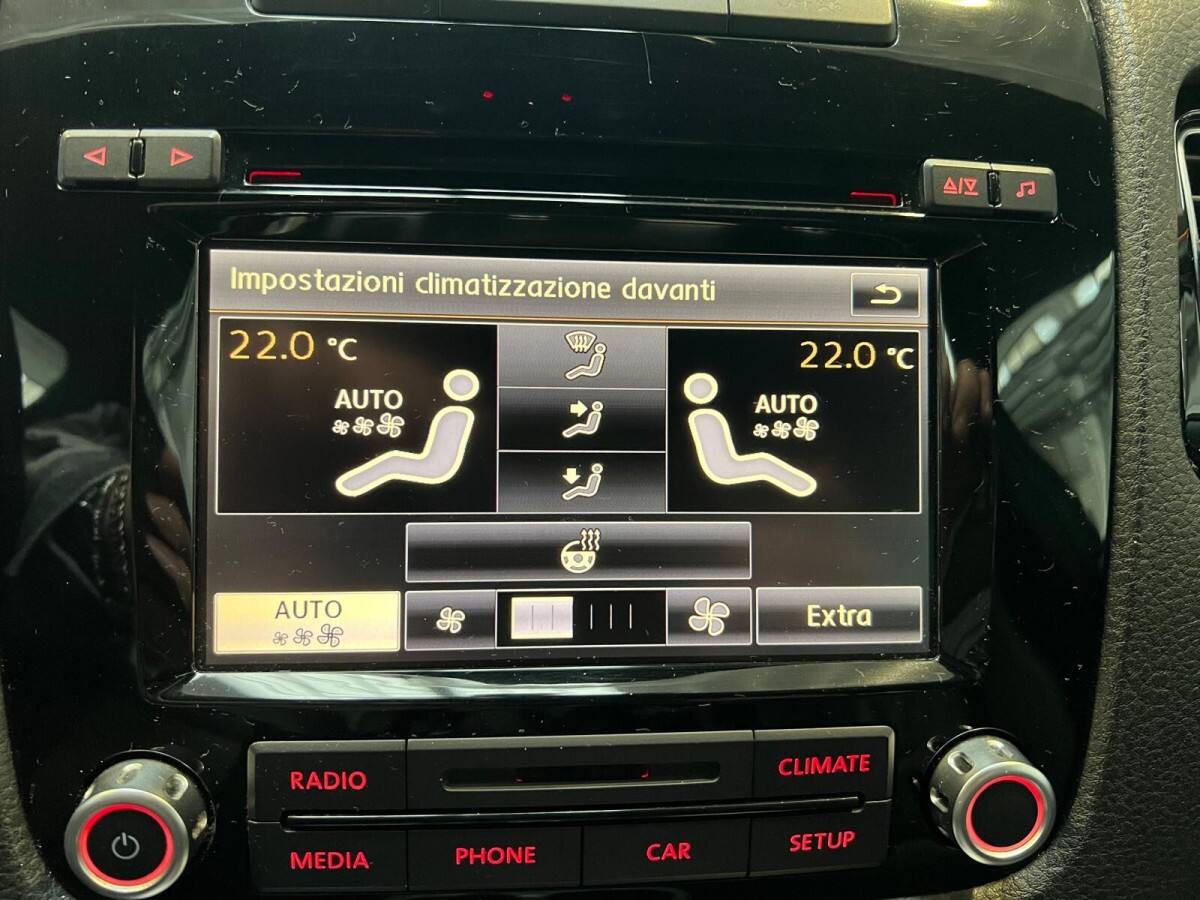 Impostazioni climatizzazione davanti
22.0 °C
22.0 °C
AUTO
AUTO
AUTO
Extra
RADIO
CLIMATE
MEDIA
PHONE
CAR
SETUP